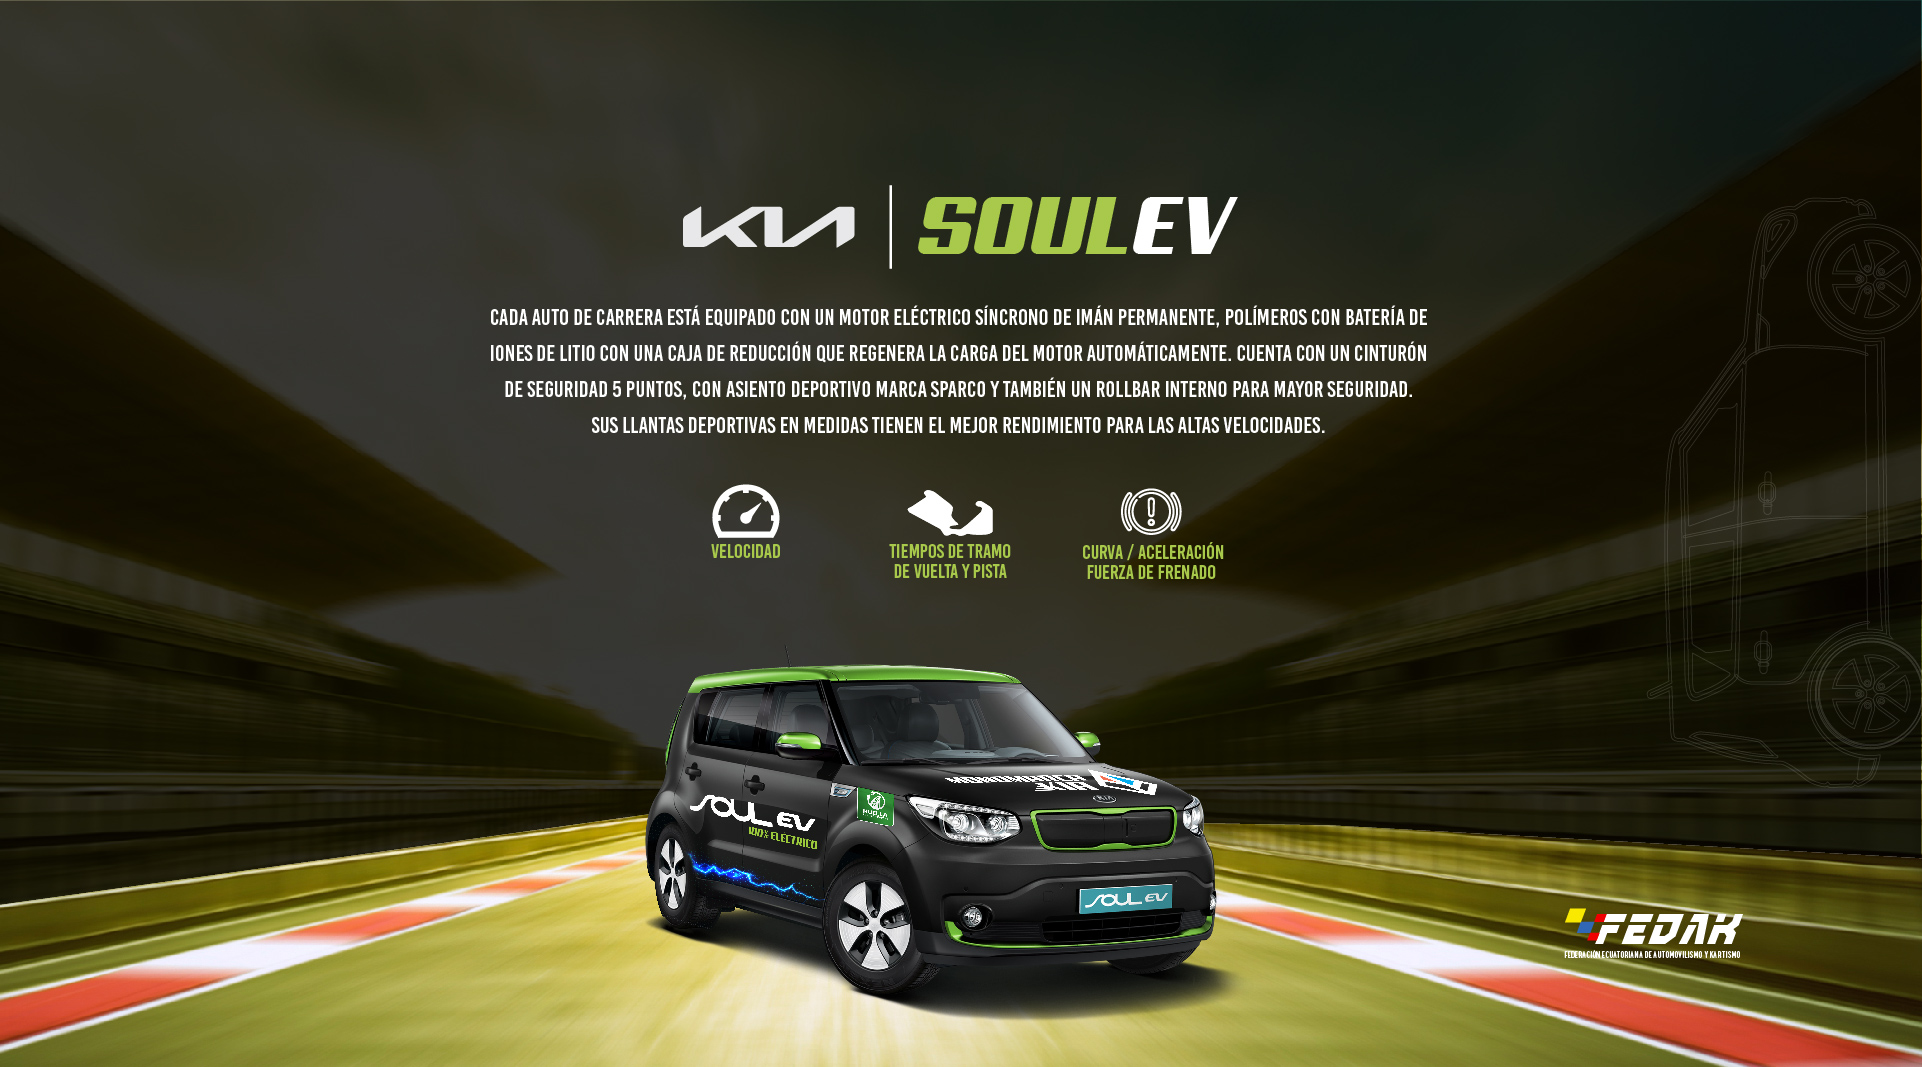 KIA
SOULEV
CADA AUTO DE CARRERA ESTÁ EQUIPADO CON UN MOTOR ELÉCTRICO SÍNCRONO DE IMÁN PERMANENTE, POLÍMEROS CON BATERÍA DE
IONES DE LITIO CON UNA CAJA DE REDUCCIÓN QUE REGENERA LA CARGA DEL MOTOR AUTOMÁTICAMENTE. CUENTA CON UN CINTURÓN
DE SEGURIDAD 5 PUNTOS, CON ASIENTO DEPORTIVO MARCA SPARCO Y TAMBIÉN UN ROLLBAR INTERNO PARA MAYOR SEGURIDAD.
SUS LLANTAS DEPORTIVAS EN MEDIDAS TIENEN EL MEJOR RENDIMIENTO PARA LAS ALTAS VELOCIDADES.
VELOCIDAD
TIEMPOS DE TRAMO
DE VUELTA Y PISTA
CURVA / ACELERACIÓN
FUERZA DE FRENADO
KIA
SOUL EV
100% ELÉCTRICO
SOUL EV
FEDAK
FEDERACIÓN ECUATORIANA DE AUTOMOVILISMO Y KARTISMO